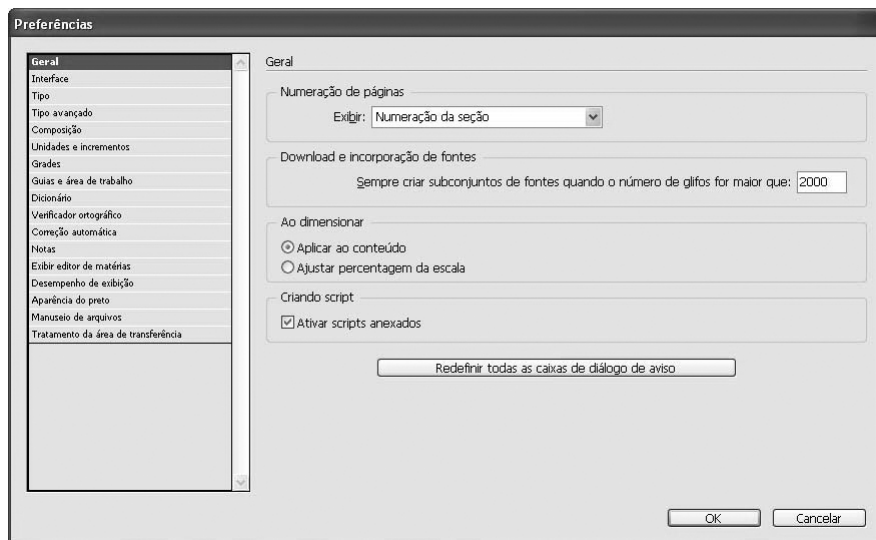 Preferências
Geral
Interface
Tipo
Tipo avançado
Composição
Unidades e incrementos
Grades
Guias e área de trabalho
Dicionário
Verificador ortográfico
Correção automática
Notas
Exibir editor de matérias
Desempenho de exibição
Aparência do preto
Manuseio de arquivos
Tratamento da área de transferência
Geral
Numeração de páginas
Exibir: Numeração da seção
Download e incorporação de fontes
Sempre criar subconjuntos de fontes quando o número de glifos for maior que: 2000
Ao dimensionar
Aplicar ao conteúdo
Ajustar percentagem da escala
Criando script
Ativar scripts anexados
Redefinir todas as caixas de diálogo de aviso
OK Cancelar